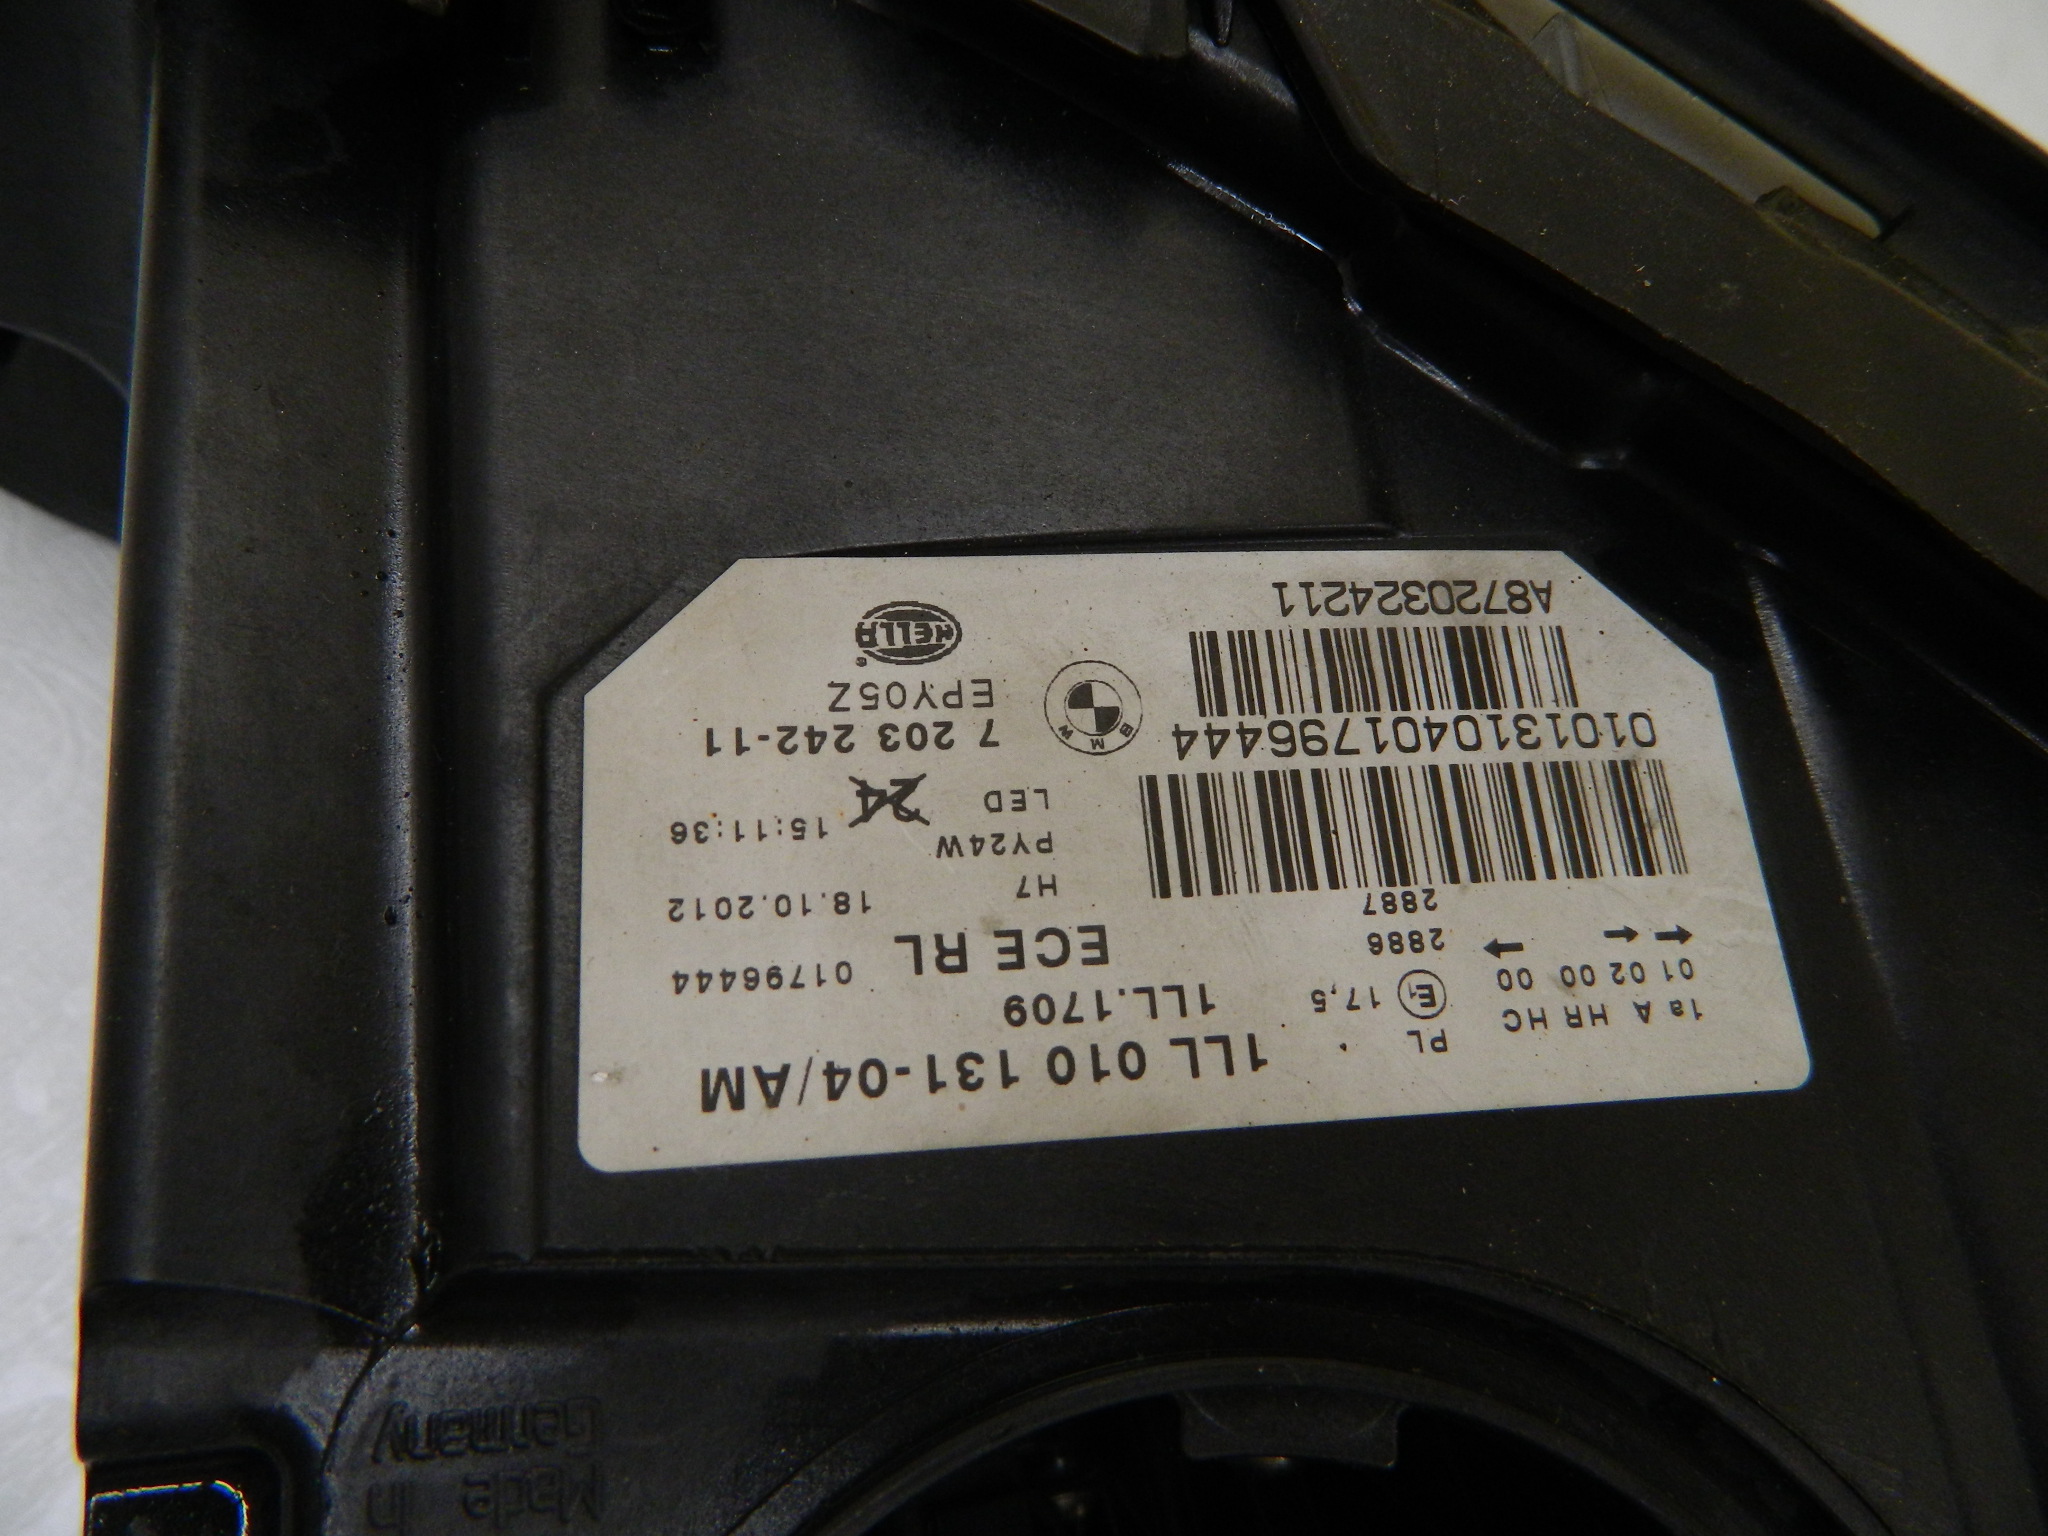 1LL 010 131-04/AM
1LL.1709
ECE RL 01796444
H7 18.10.2012
PY24W 15:11:36
LED 24
7 203 242-11
EPY05Z
HELLA
1a A HR HC PL
01 02 00 00 E1 17,5
2886
2887
0101310401796444
BMW
A8720324211
Made in
Germany